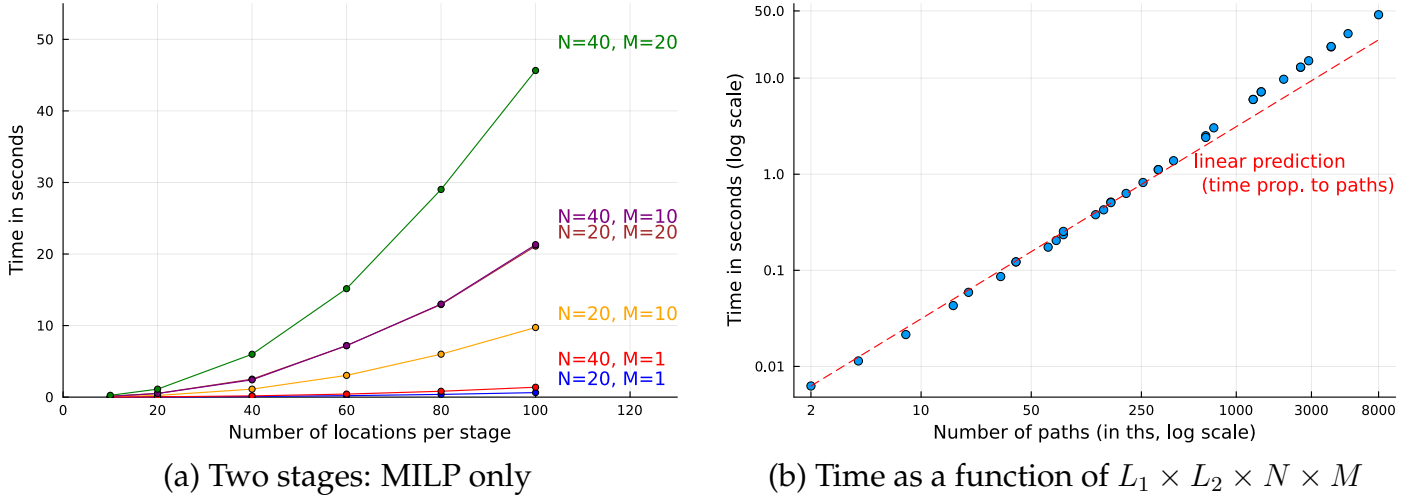 Time in seconds
50
40
30
20
10
0
0
20
40
60
80
100
120
Number of locations per stage
N=40, M=20
N=40, M=10
N=20, M=20
N=20, M=10
N=40, M=1
N=20, M=1
(a) Two stages: MILP only
Time in seconds (log scale)
50.0
10.0
1.0
0.1
0.01
2
10
50
250
1000
3000
8000
Number of paths (in ths, log scale)
linear prediction
(time prop. to paths)
(b) Time as a function of L₁ × L₂ × N × M